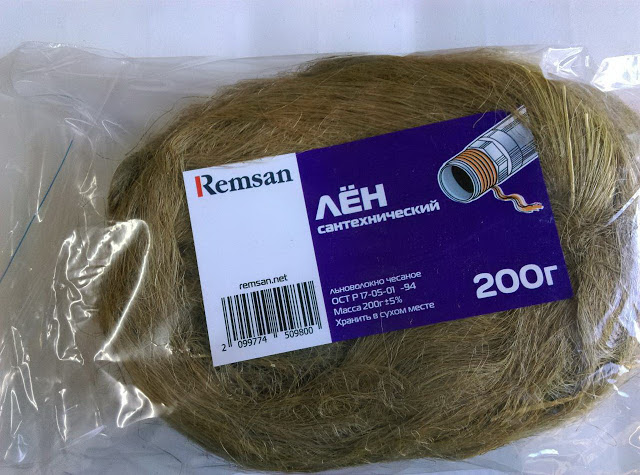 Remsan
ЛЁН
сантехнический
льноволокно чесаное
ОСТ Р 17-05-01 -94
Масса 200г±5%
Хранить в сухом месте
200г
remsan.net
2 099774 509800